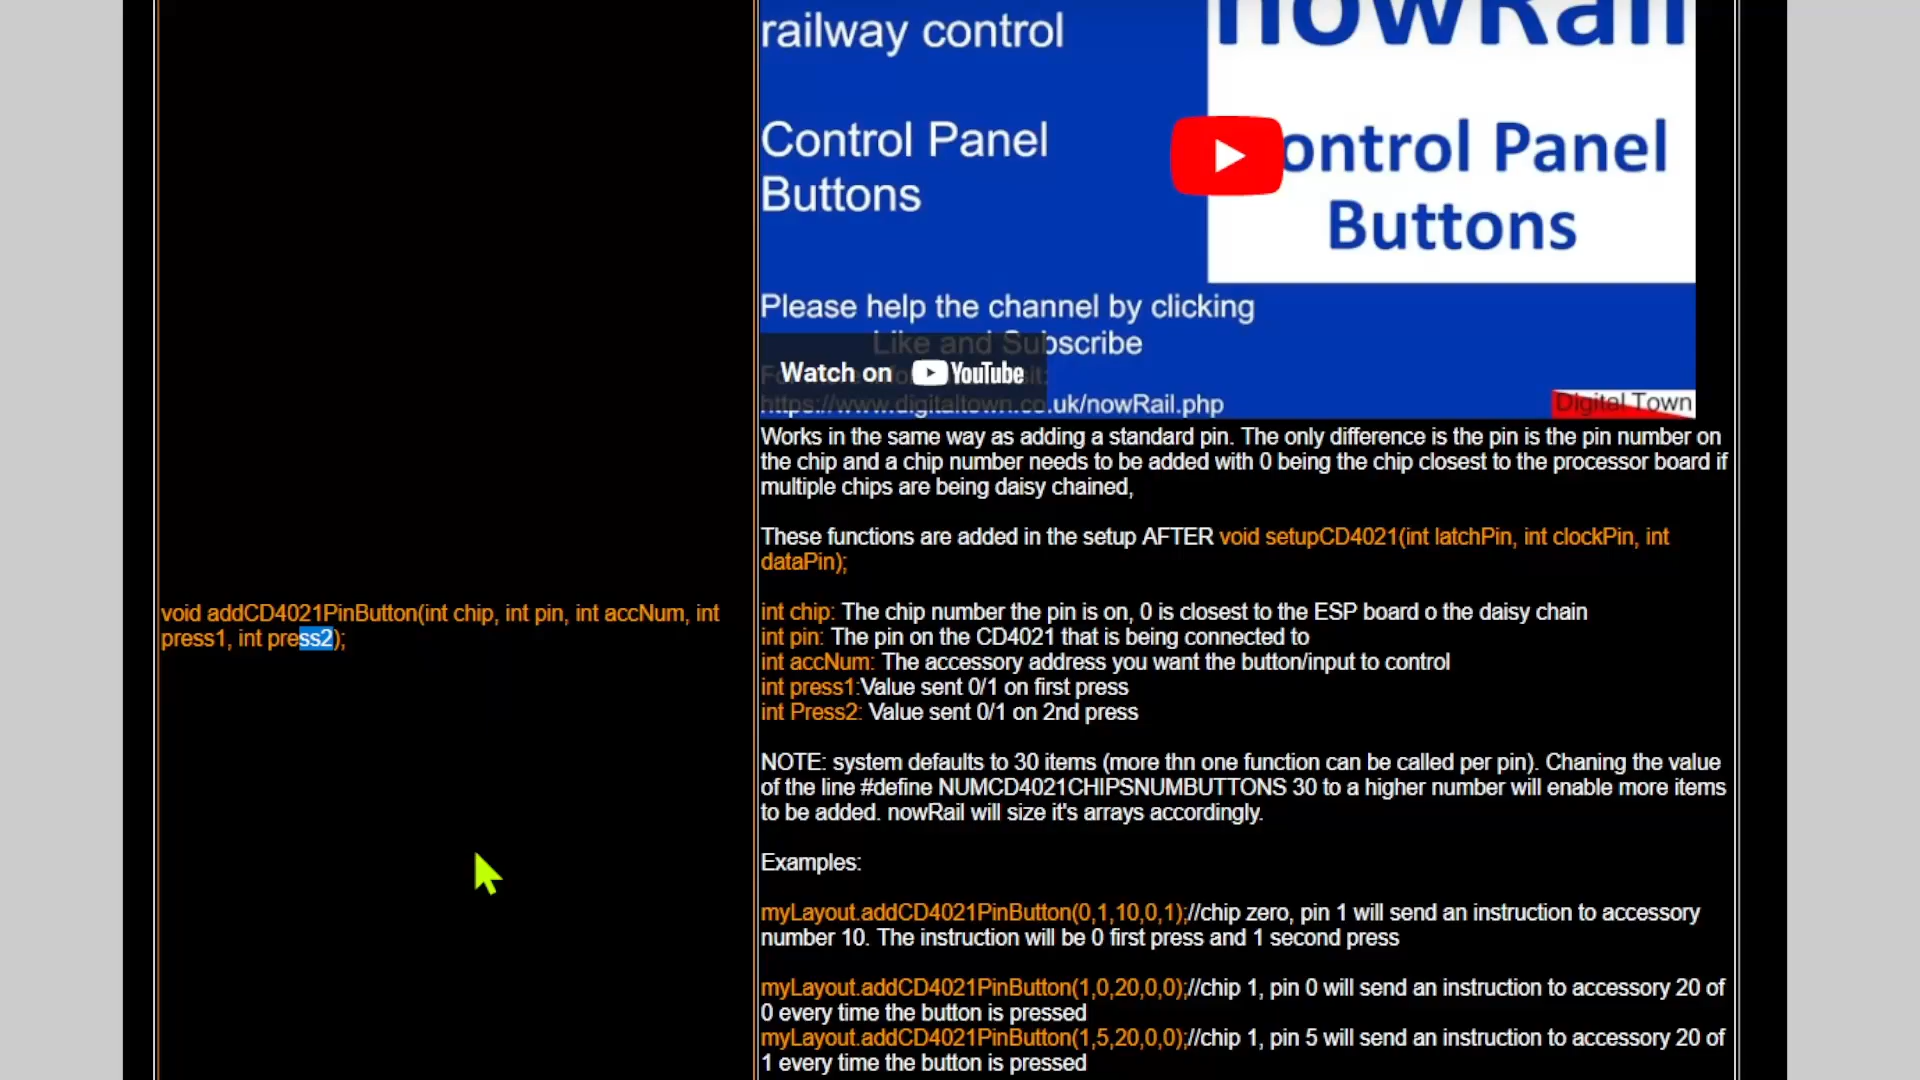 void addCD4021PinButton(int chip, int pin, int accNum, int
press1, int press2);
nowRail
railway control
Control Panel
Buttons
ontrol Panel
Buttons
Please help the channel by clicking
Like and Subscribe
Watch on YouTube
https://www.digitaltown.co.uk/nowRail.php
Digital Town
Works in the same way as adding a standard pin. The only difference is the pin is the pin number on
the chip and a chip number needs to be added with 0 being the chip closest to the processor board if
multiple chips are being daisy chained,
These functions are added in the setup AFTER void setupCD4021(int latchPin, int clockPin, int
dataPin);
int chip: The chip number the pin is on, 0 is closest to the ESP board o the daisy chain
int pin: The pin on the CD4021 that is being connected to
int accNum: The accessory address you want the button/input to control
int press1:Value sent 0/1 on first press
int Press2: Value sent 0/1 on 2nd press
NOTE: system defaults to 30 items (more thn one function can be called per pin). Chaning the value
of the line #define NUMCD4021CHIPSNUMBUTTONS 30 to a higher number will enable more items
to be added. nowRail will size it's arrays accordingly.
Examples:
myLayout.addCD4021PinButton(0,1,10,0,1);//chip zero, pin 1 will send an instruction to accessory
number 10. The instruction will be 0 first press and 1 second press
myLayout.addCD4021PinButton(1,0,20,0,0);//chip 1, pin 0 will send an instruction to accessory 20 of
0 every time the button is pressed
myLayout.addCD4021PinButton(1,5,20,0,0);//chip 1, pin 5 will send an instruction to accessory 20 of
1 every time the button is pressed